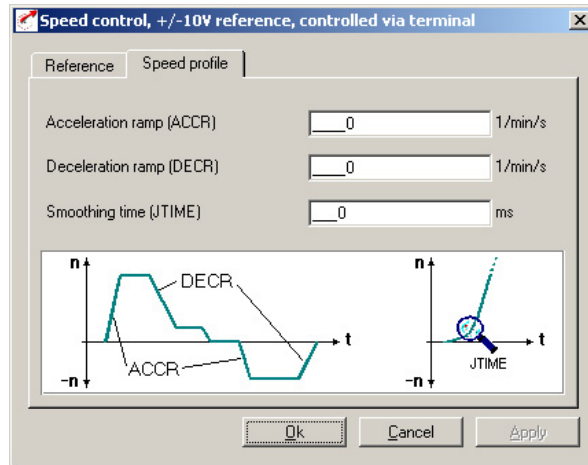 Speed control, +/-10V reference, controlled via terminal
Reference Speed profile
Acceleration ramp (ACCR) ____0 1/min/s
Deceleration ramp (DECR) ____0 1/min/s
Smoothing time (JTIME) ___0 ms
n DECR t ACCR -n
n t JTIME -n
Ok Cancel Apply